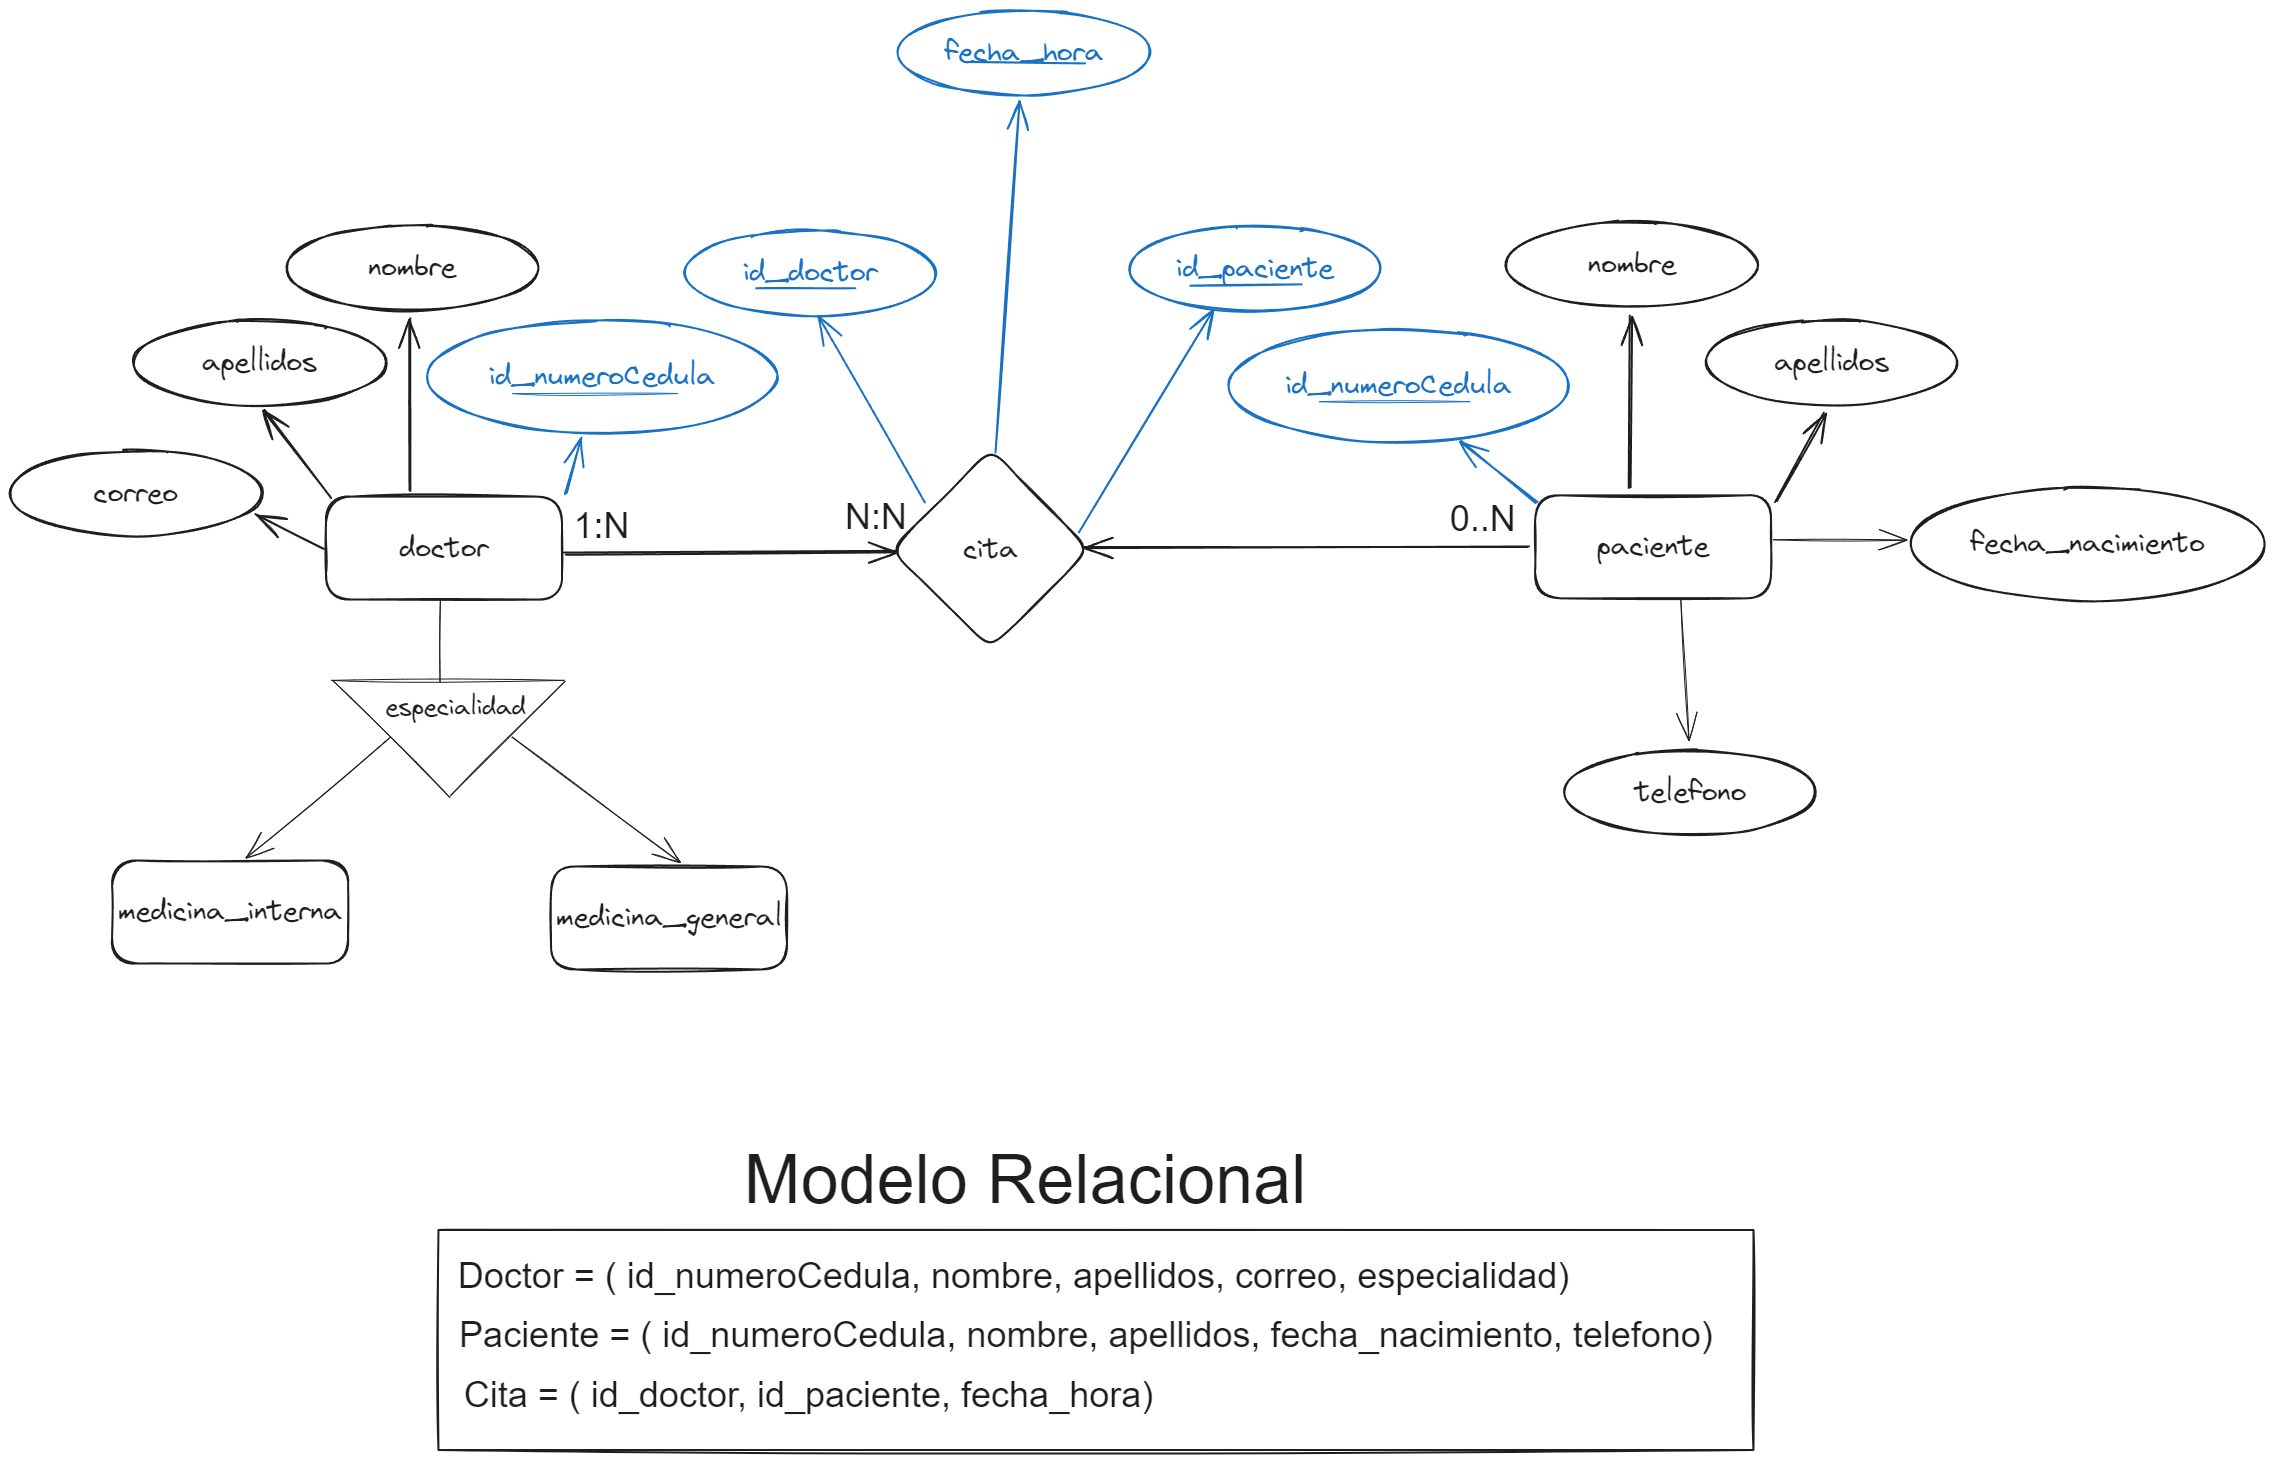 fecha_hora
nombre
id_doctor
id_paciente
nombre
apellidos
id_numeroCedula
id_numeroCedula
apellidos
correo
doctor
1:N
N:N
cita
0..N
paciente
fecha_nacimiento
especialidad
telefono
medicina_interna
medicina_general
Modelo Relacional
Doctor = ( id_numeroCedula, nombre, apellidos, correo, especialidad)
Paciente = ( id_numeroCedula, nombre, apellidos, fecha_nacimiento, telefono)
Cita = ( id_doctor, id_paciente, fecha_hora)